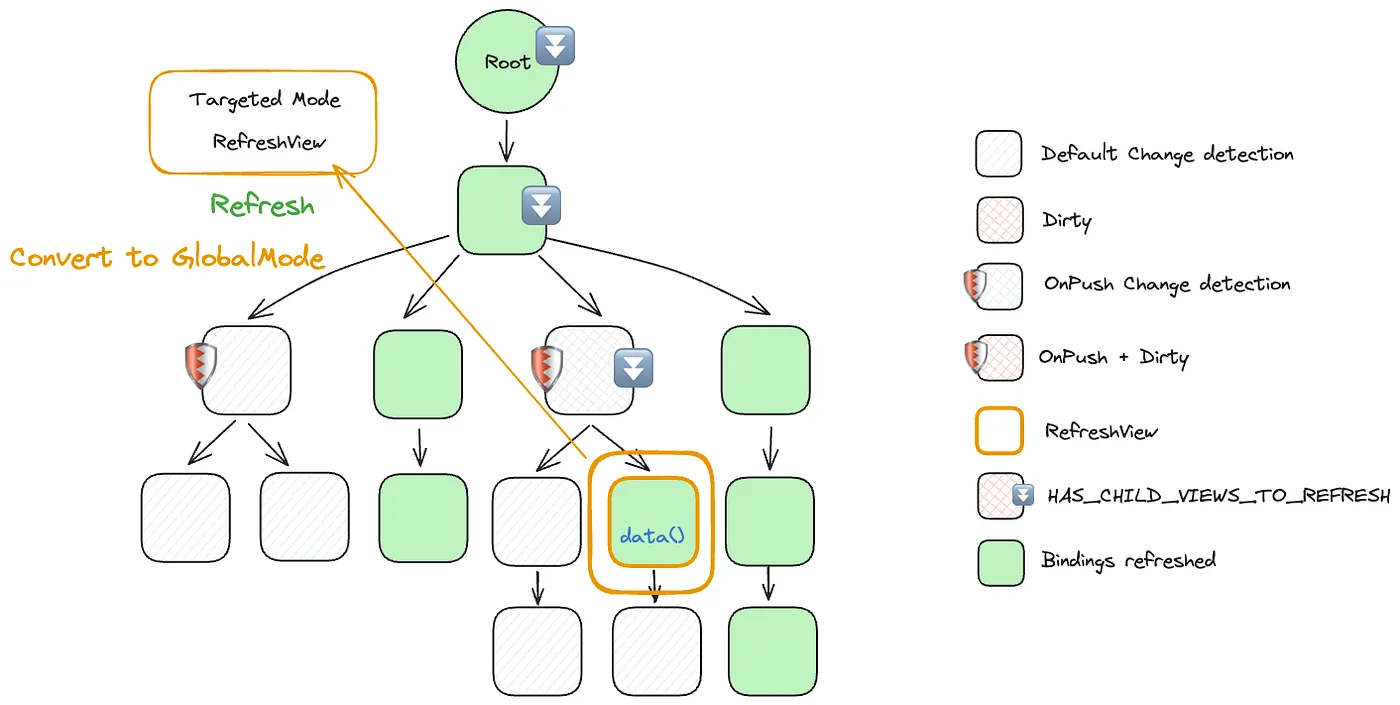 Root
Targeted Mode
RefreshView
Refresh
Convert to GlobalMode
data()
Default Change detection
Dirty
OnPush Change detection
OnPush + Dirty
RefreshView
HAS_CHILD_VIEWS_TO_REFRESH
Bindings refreshed